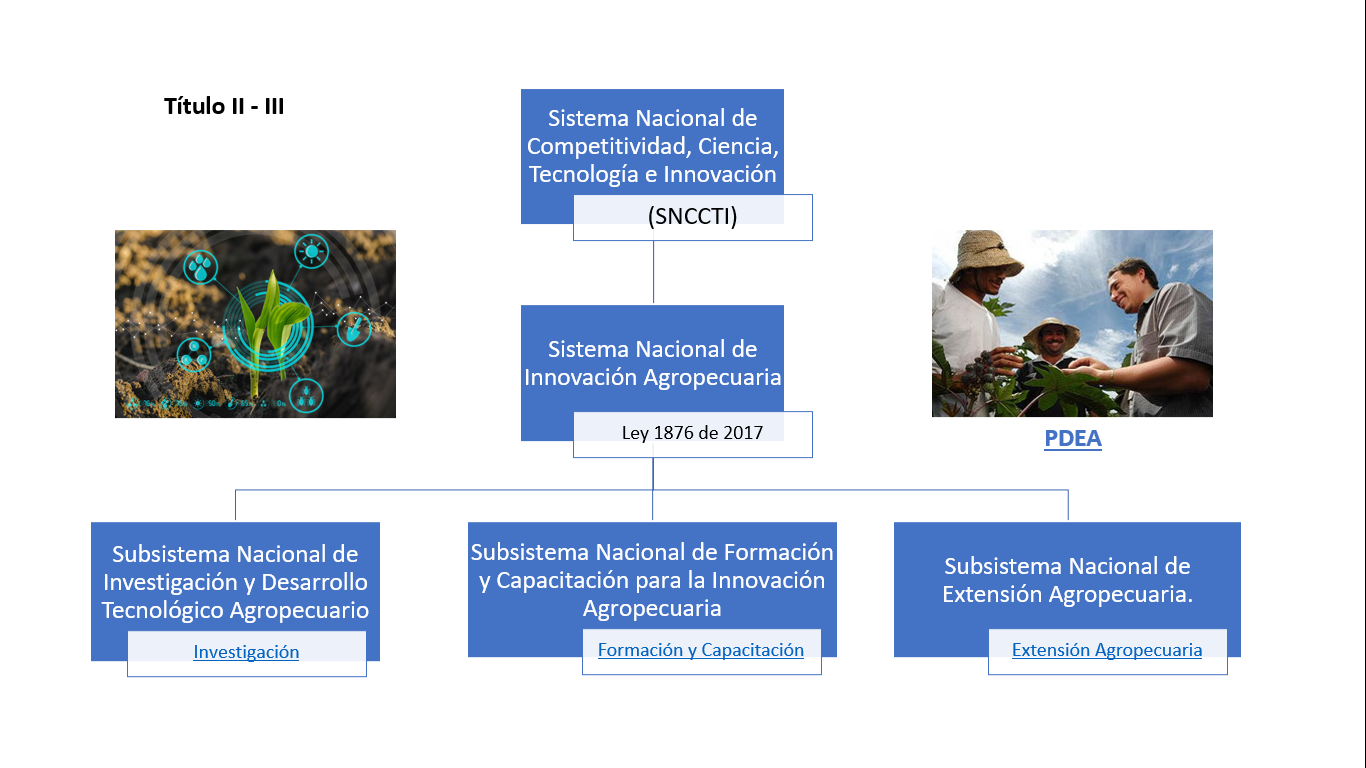 Título II - III
Sistema Nacional de
Competitividad, Ciencia,
Tecnología e Innovación
(SNCCTI)
Sistema Nacional de
Innovación Agropecuaria
Ley 1876 de 2017
PDEA
Subsistema Nacional de
Investigación y Desarrollo
Tecnológico Agropecuario
Investigación
Subsistema Nacional de Formación
y Capacitación para la Innovación
Agropecuaria
Formación y Capacitación
Subsistema Nacional de
Extensión Agropecuaria.
Extensión Agropecuaria